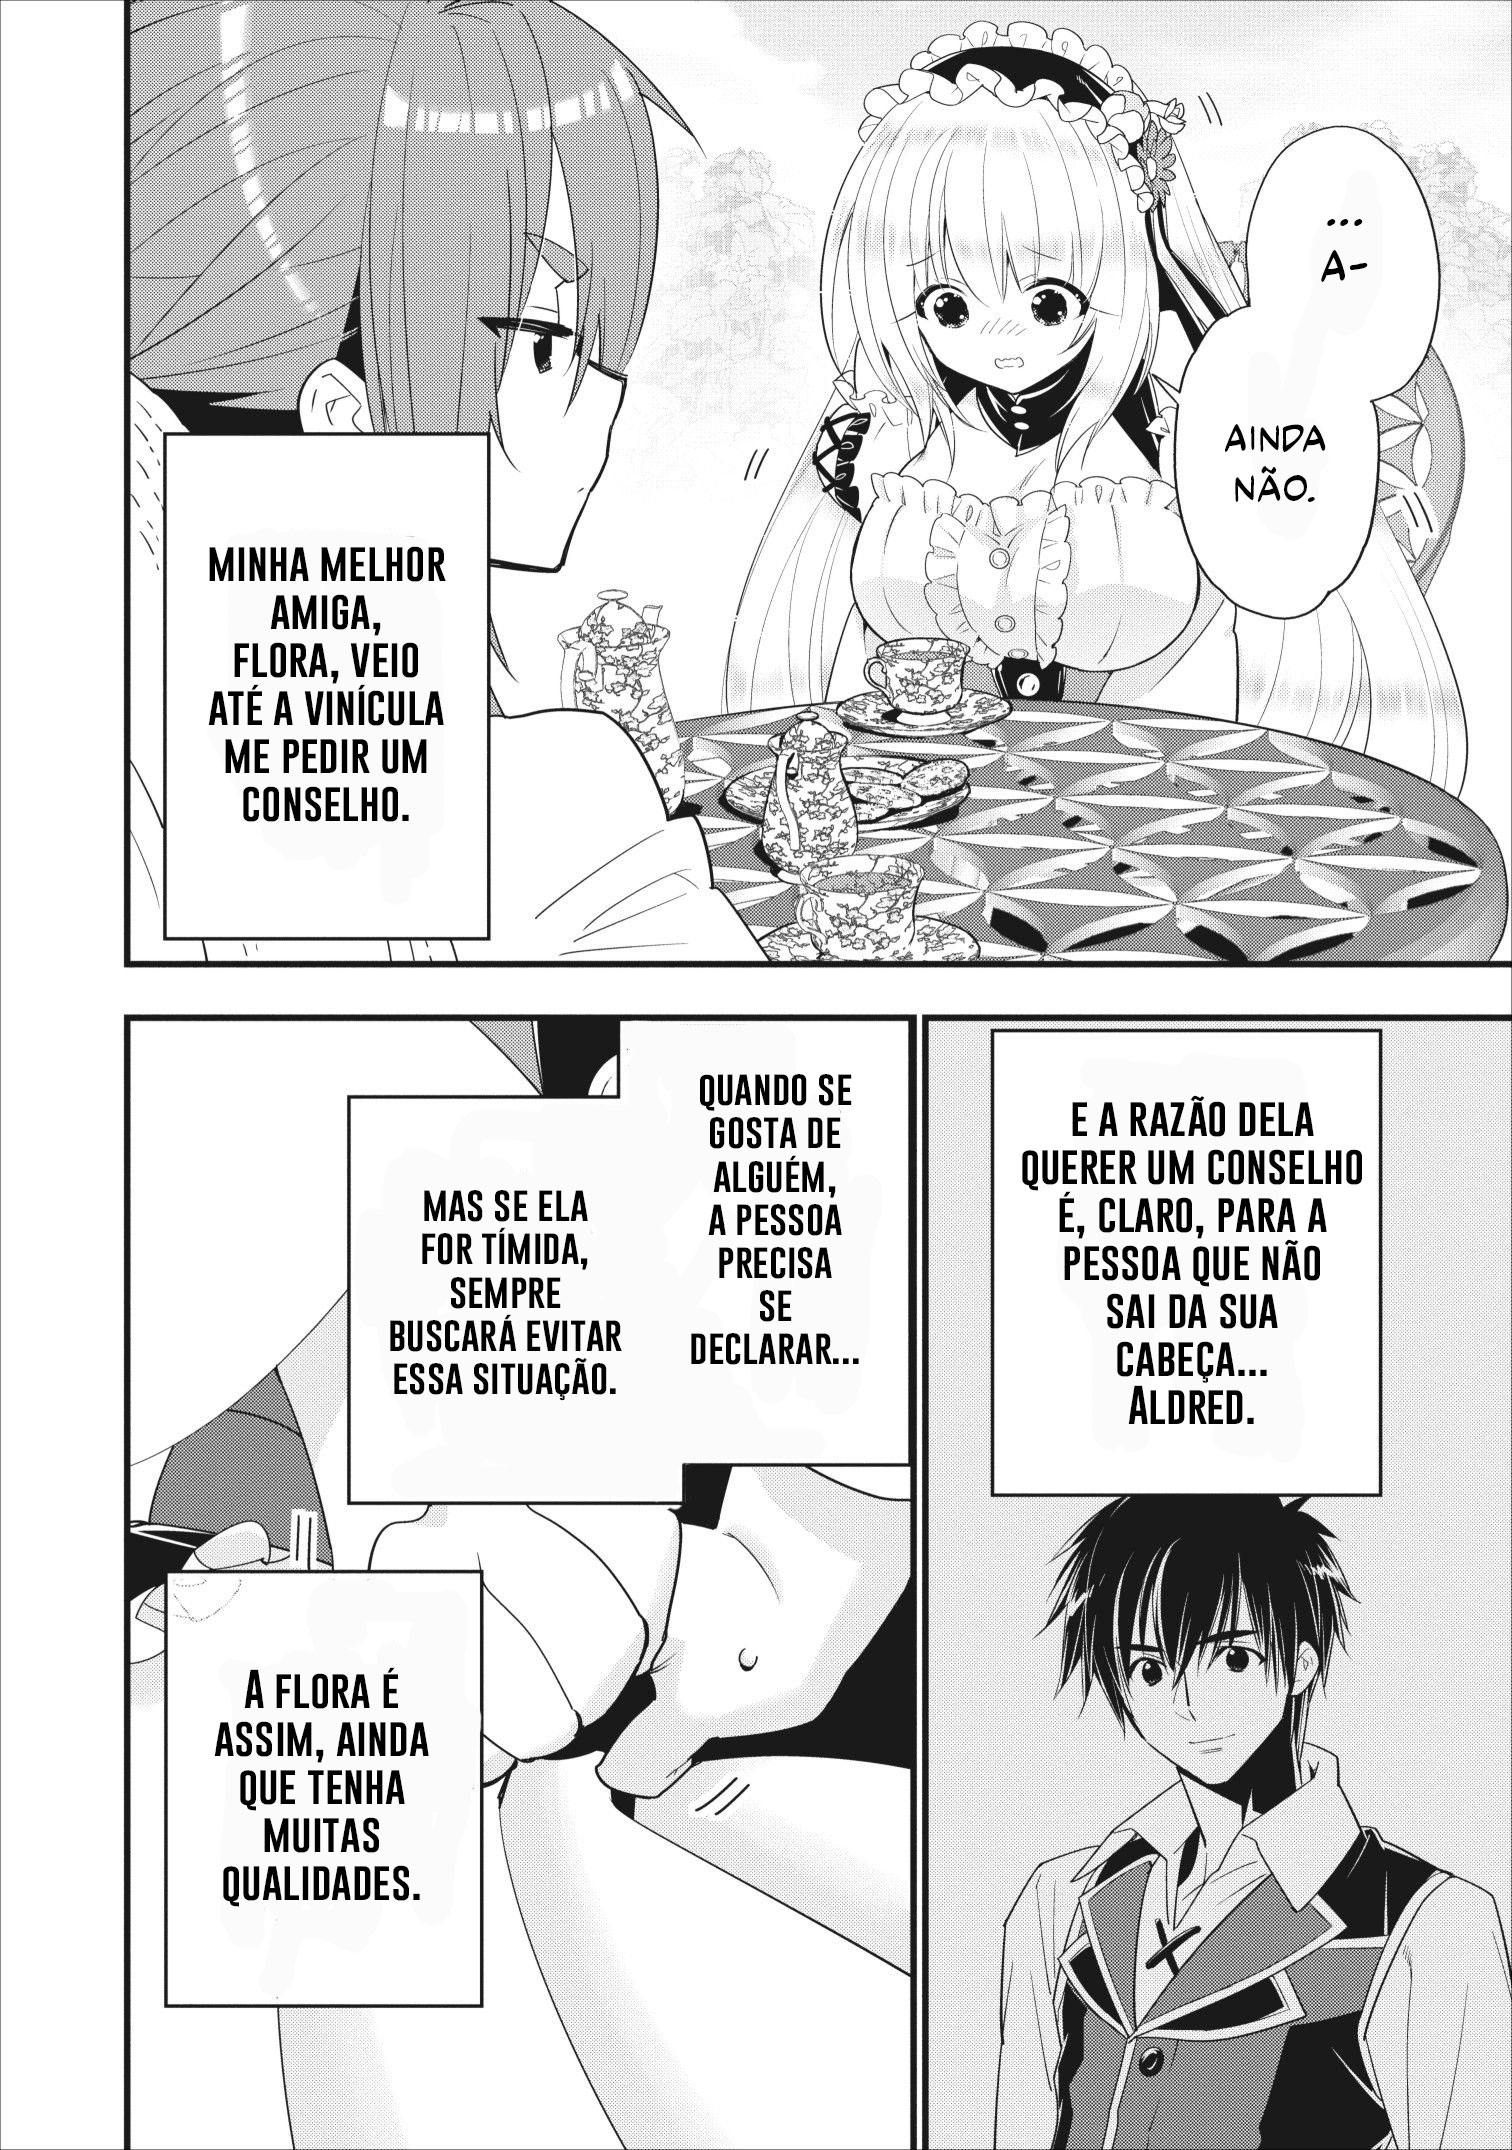 ...
A-
AINDA
NÃO.
MINHA MELHOR
AMIGA,
FLORA, VEIO
ATÉ A VINÍCULA
ME PEDIR UM
CONSELHO.
E A RAZÃO DELA
QUERER UM CONSELHO
É, CLARO, PARA A
PESSOA QUE NÃO
SAI DA SUA
CABEÇA...
ALDRED.
QUANDO SE
GOSTA DE
ALGUÉM,
A PESSOA
PRECISA
SE
DECLARAR...
MAS SE ELA
FOR TÍMIDA,
SEMPRE
BUSCARÁ EVITAR
ESSA SITUAÇÃO.
A FLORA É
ASSIM, AINDA
QUE TENHA
MUITAS
QUALIDADES.